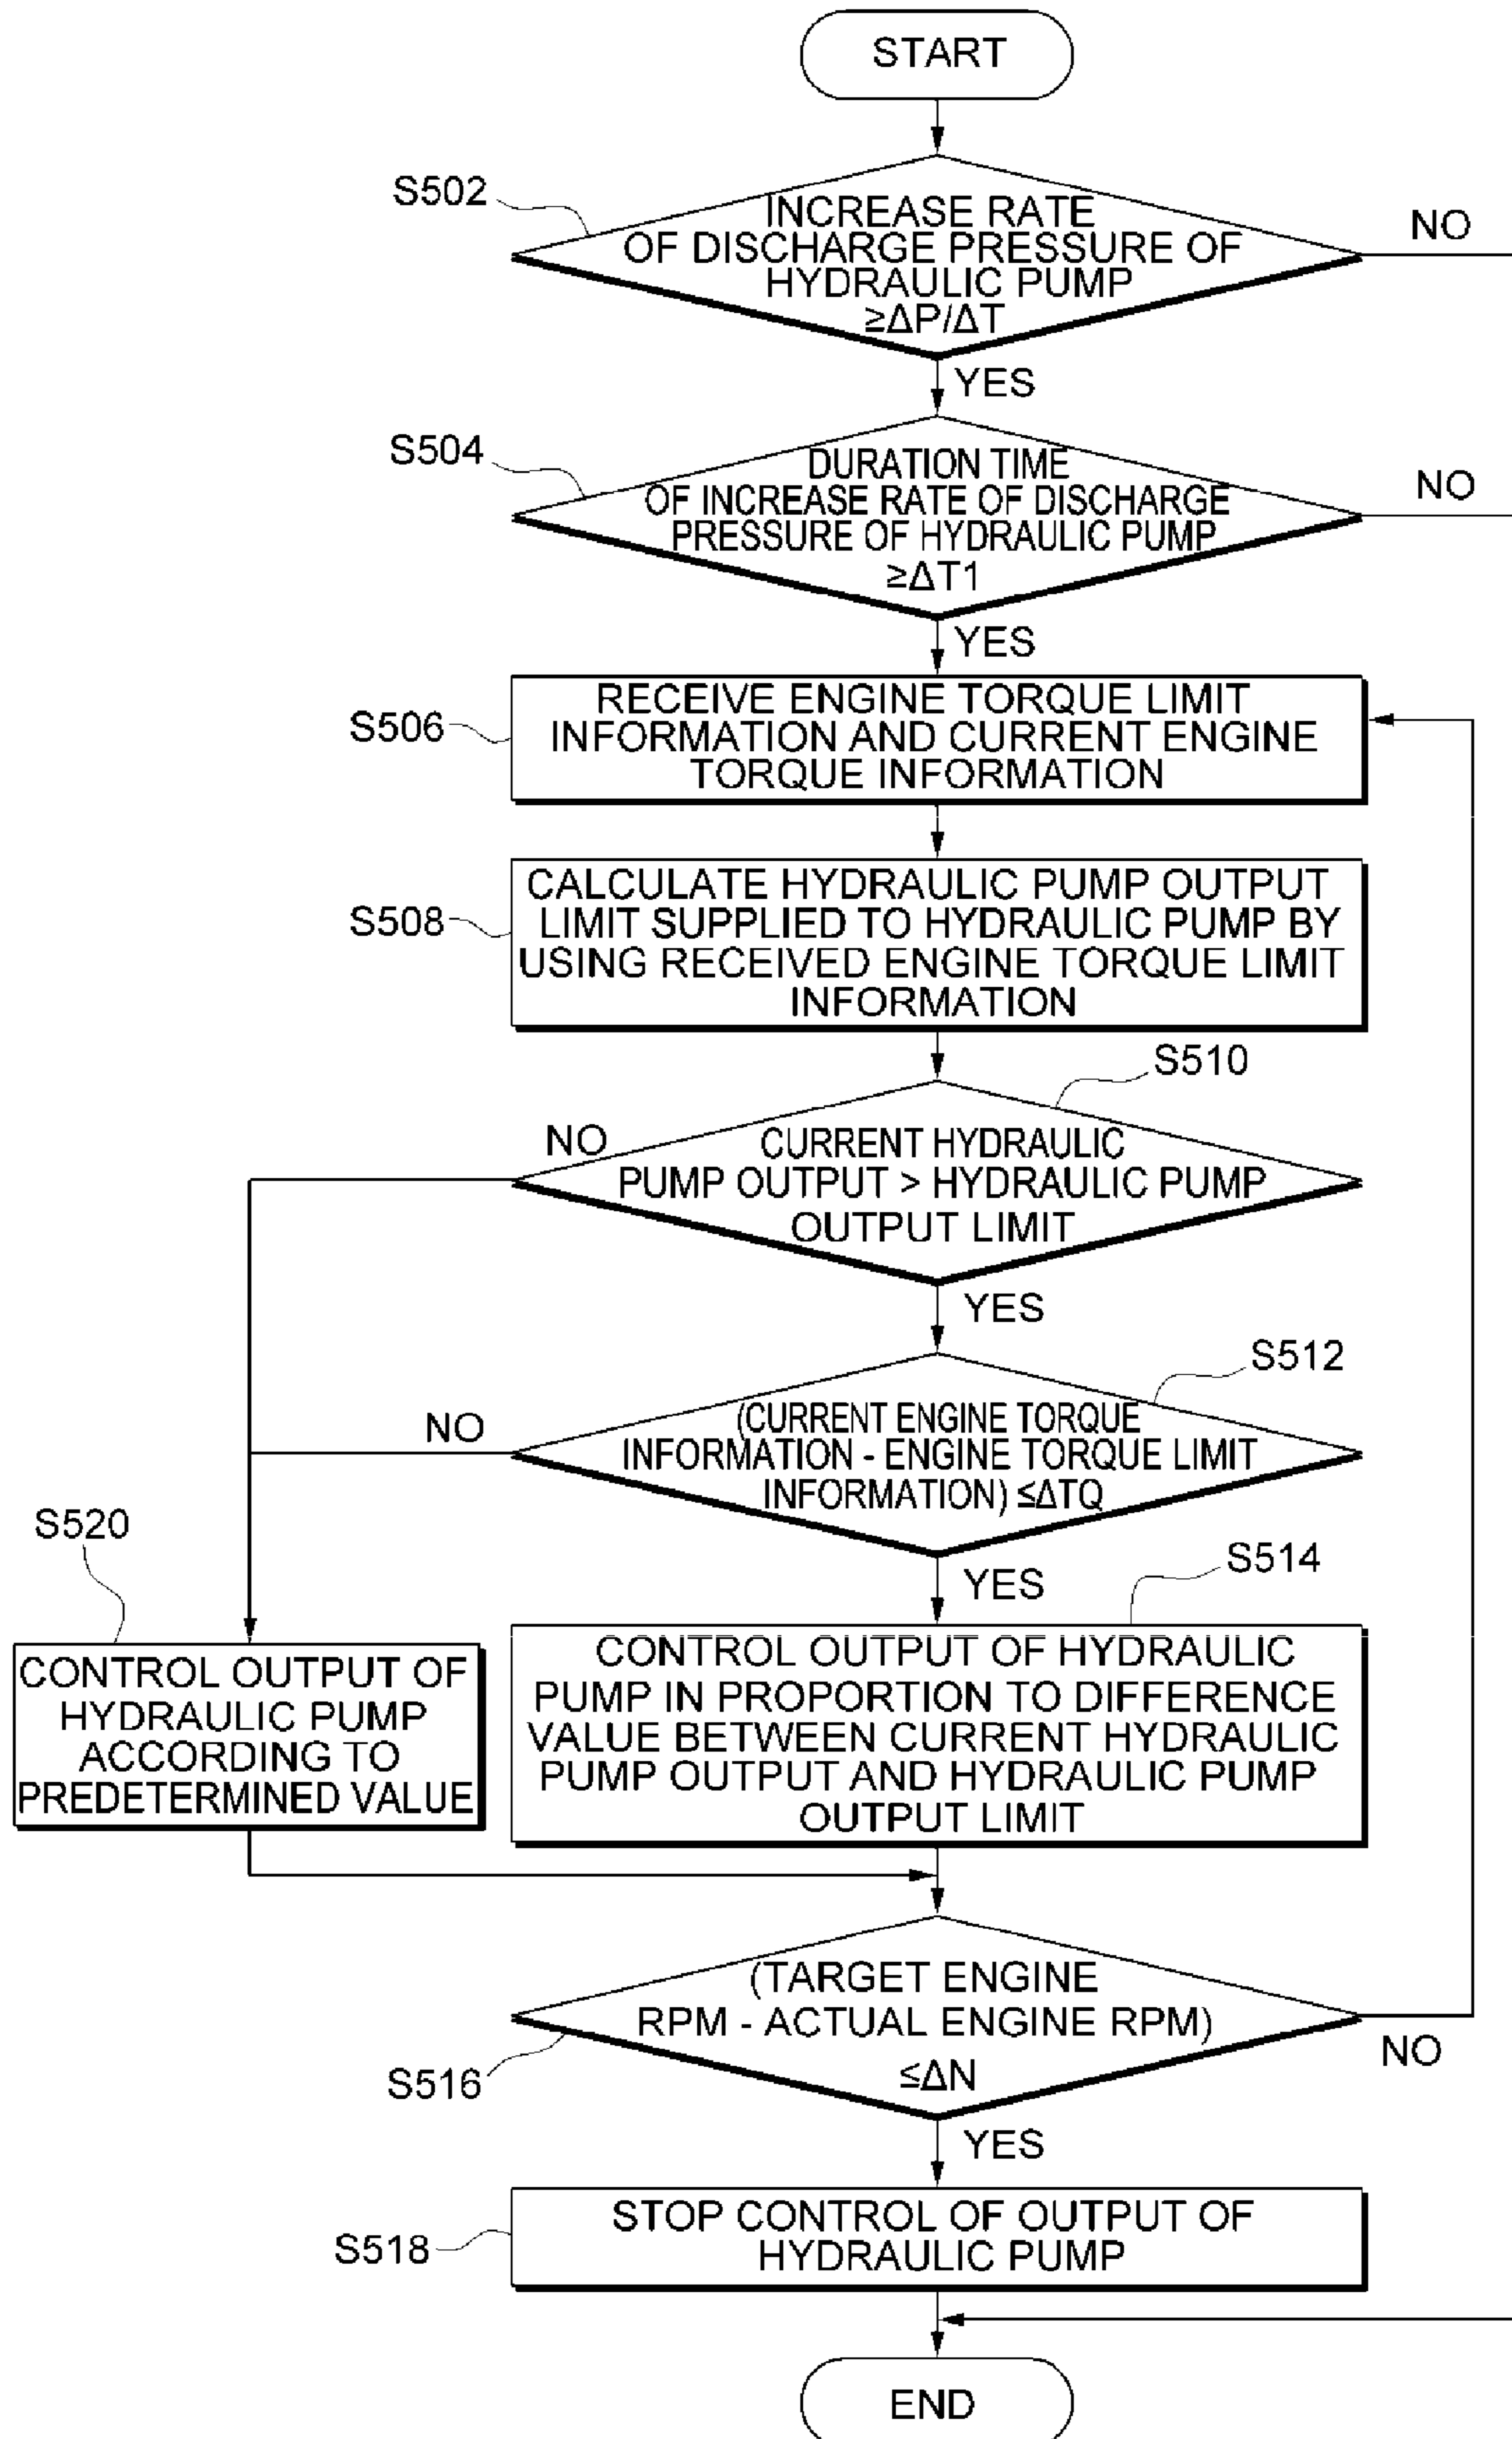 START
S502
INCREASE RATE
OF DISCHARGE PRESSURE OF
HYDRAULIC PUMP
≥ΔP/ΔT
NO
YES
S504
DURATION TIME
OF INCREASE RATE OF DISCHARGE
PRESSURE OF HYDRAULIC PUMP
≥ΔT1
NO
YES
S506
RECEIVE ENGINE TORQUE LIMIT
INFORMATION AND CURRENT ENGINE
TORQUE INFORMATION
S508
CALCULATE HYDRAULIC PUMP OUTPUT
LIMIT SUPPLIED TO HYDRAULIC PUMP BY
USING RECEIVED ENGINE TORQUE LIMIT
INFORMATION
S510
NO
CURRENT HYDRAULIC
PUMP OUTPUT > HYDRAULIC PUMP
OUTPUT LIMIT
YES
S512
NO
(CURRENT ENGINE TORQUE
INFORMATION - ENGINE TORQUE LIMIT
INFORMATION) ≤ΔTQ
YES
S520
CONTROL OUTPUT OF
HYDRAULIC PUMP
ACCORDING TO
PREDETERMINED VALUE
S514
CONTROL OUTPUT OF HYDRAULIC
PUMP IN PROPORTION TO DIFFERENCE
VALUE BETWEEN CURRENT HYDRAULIC
PUMP OUTPUT AND HYDRAULIC PUMP
OUTPUT LIMIT
(TARGET ENGINE
RPM - ACTUAL ENGINE RPM)
≤ΔN
S516
NO
YES
S518
STOP CONTROL OF OUTPUT OF
HYDRAULIC PUMP
END